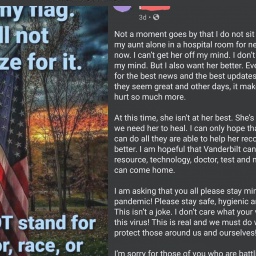 my flag.
ll not
ze for it.
OT stand for
or, race, or
3d
Not a moment goes by that I do not sit
my aunt alone in a hospital room for ne
now. I can't get her off my mind. I don't
my mind. But I also want her better. Eve
for the best news and the best updates
they seem great and other days, it make
hurt so much more.
At this time, she isn't at her best. She's
we need her to heal. I can only hope tha
can do all they are able to help her reco
better. I am hopeful that Vanderbilt can
resource, technology, doctor, test and n
can come home.
I am asking that you all please stay min
pandemic! Please stay safe, hygienic ar
This isn't a joke. I don't care what your v
this virus! This is real and we must do w
protect those around us and ourselves!
I'm sorry for those of you who are battli